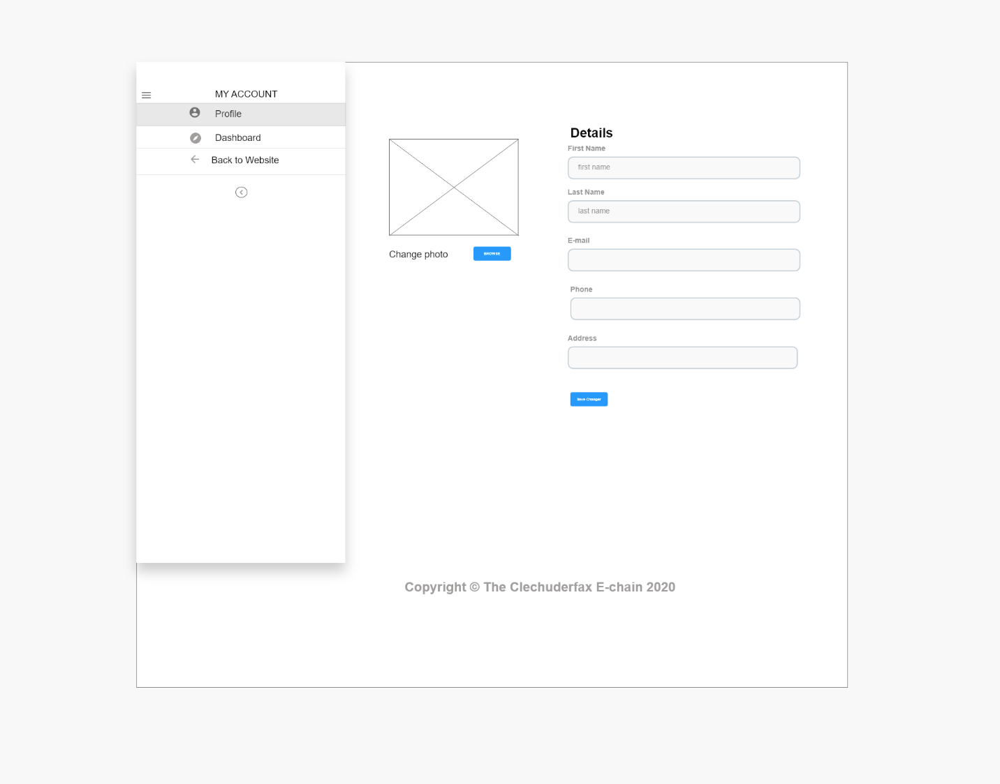 MY ACCOUNT
Profile
Dashboard
Back to Website
Change photo
BROWSE
Details
First Name
first name
Last Name
last name
E-mail
Phone
Address
Save Changer
Copyright © The Clechuderfax E-chain 2020